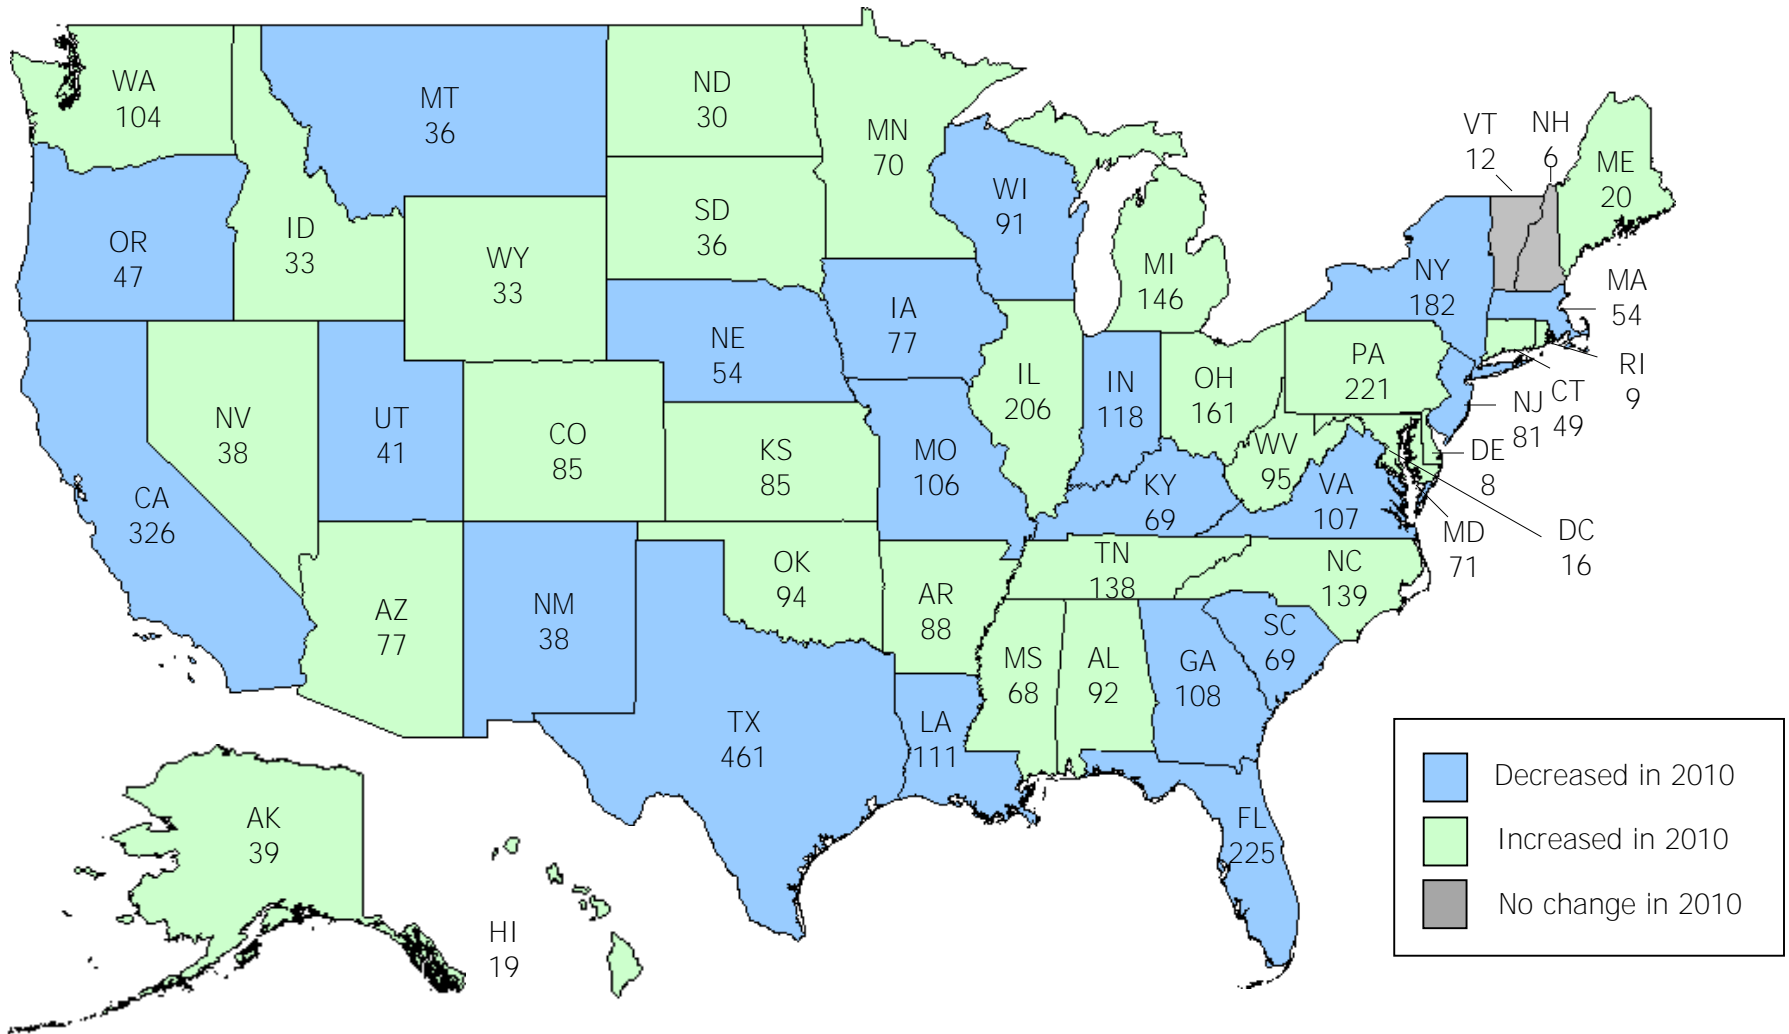 WA
104
MT
36
ND
30
MN
70
VT
12
NH
6
ME
20
OR
47
ID
33
WY
33
SD
36
WI
91
MI
146
NY
182
MA
54
NV
38
UT
41
CO
85
NE
54
IA
77
IL
206
IN
118
OH
161
PA
221
RI
9
CT
49
NJ
81
CA
326
KS
85
MO
106
KY
69
WV
95
VA
107
DE
8
MD
71
DC
16
AZ
77
NM
38
OK
94
AR
88
TN
138
NC
139
SC
69
TX
461
LA
111
MS
68
AL
92
GA
108
FL
225
AK
39
HI
19
Decreased in 2010
Increased in 2010
No change in 2010